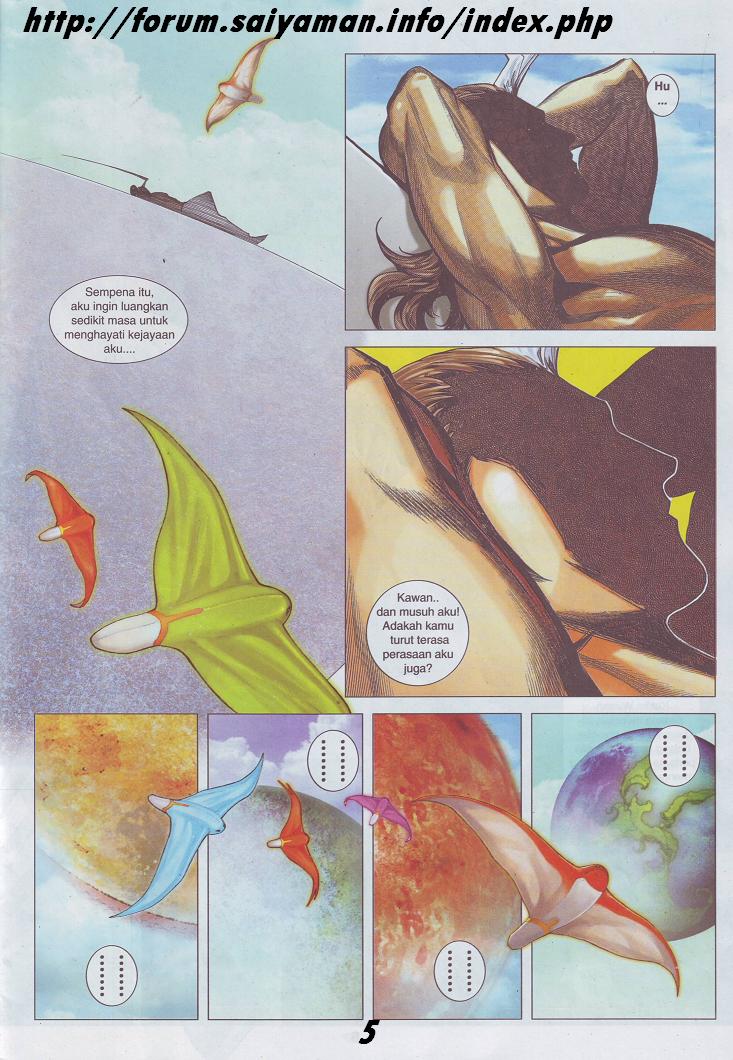 http://forum.saiyaman.info/index.php
Hu
...
Sempena itu,
aku ingin luangkan
sedikit masa untuk
menghayati kejayaan
aku....
Kawan..
dan musuh aku!
Adakah kamu
turut terasa
perasaan aku
juga?
5